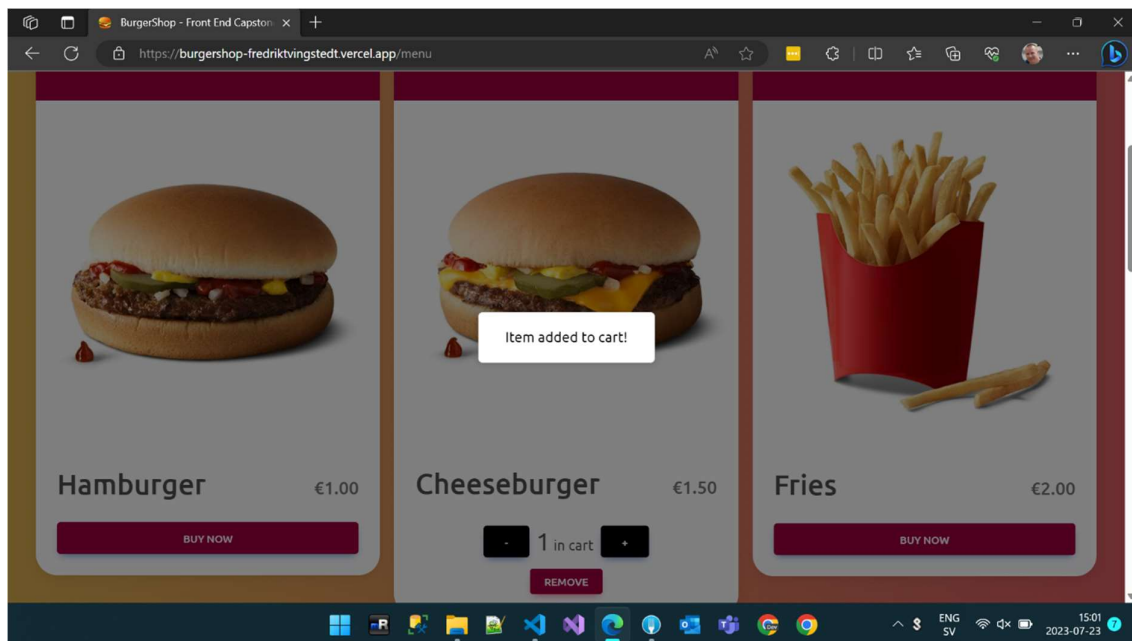 BurgerShop - Front End Capston
https://burgershop-fredriktvingstedt.vercel.app/menu
Item added to cart!
Hamburger
€1.00
BUY NOW
Cheeseburger
€1.50
- 1 in cart +
REMOVE
Fries
€2.00
BUY NOW
ENG
SV
15:01
2023-07-23
7